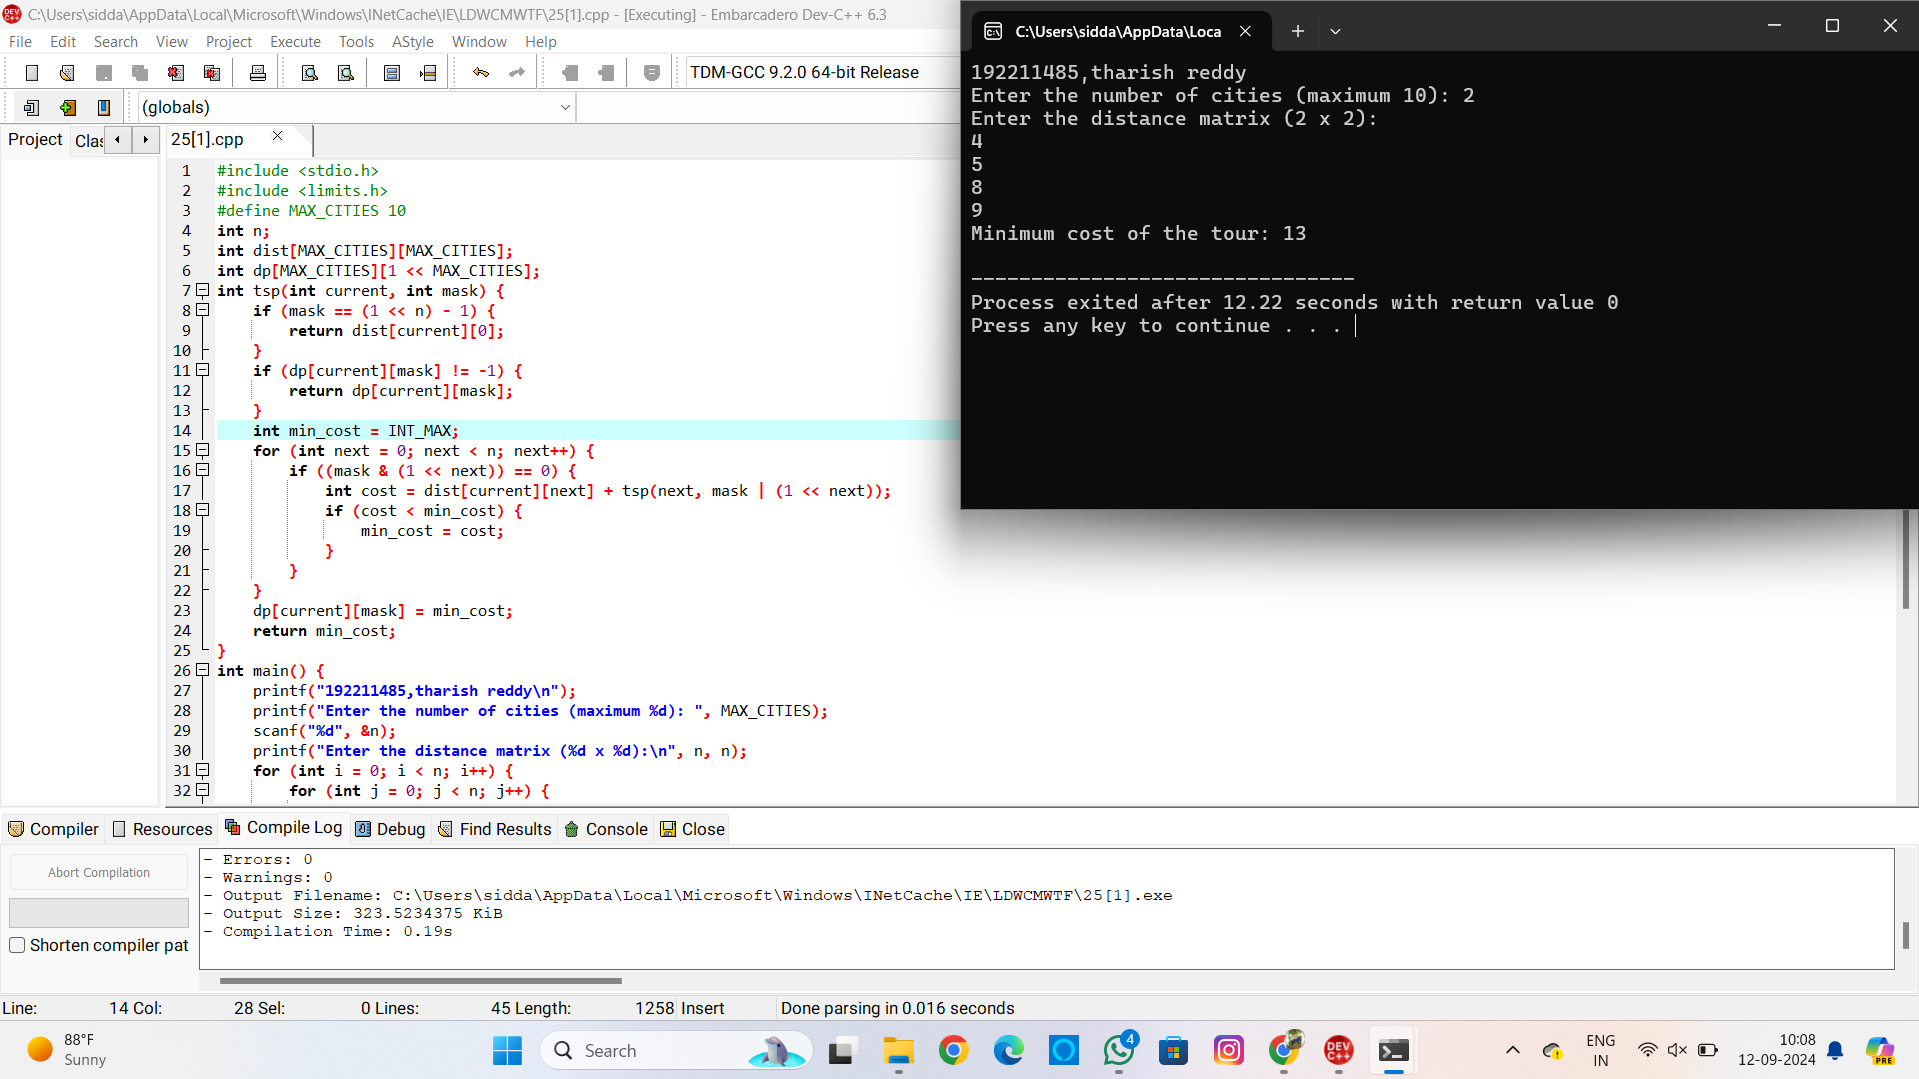 C:\Users\sidda\AppData\Local\Microsoft\Windows\INetCache\IE\LDWCMWTF\25[1].cpp - [Executing] - Embarcadero Dev-C++ 6.3
File Edit Search View Project Execute Tools AStyle Window Help
TDM-GCC 9.2.0 64-bit Release
(globals)
Project Clas 25[1].cpp
1 #include <stdio.h>
2 #include <limits.h>
3 #define MAX_CITIES 10
4 int n;
5 int dist[MAX_CITIES][MAX_CITIES];
6 int dp[MAX_CITIES][1 << MAX_CITIES];
7 int tsp(int current, int mask) {
8 if (mask == (1 << n) - 1) {
9 return dist[current][0];
10 }
11 if (dp[current][mask] != -1) {
12 return dp[current][mask];
13 }
14 int min_cost = INT_MAX;
15 for (int next = 0; next < n; next++) {
16 if ((mask & (1 << next)) == 0) {
17 int cost = dist[current][next] + tsp(next, mask | (1 << next));
18 if (cost < min_cost) {
19 min_cost = cost;
20 }
21 }
22 }
23 dp[current][mask] = min_cost;
24 return min_cost;
25 }
26 int main() {
27 printf("192211485,tharish reddy\n");
28 printf("Enter the number of cities (maximum %d): ", MAX_CITIES);
29 scanf("%d", &n);
30 printf("Enter the distance matrix (%d x %d):\n", n, n);
31 for (int i = 0; i < n; i++) {
32 for (int j = 0; j < n; j++) {
C:\Users\sidda\AppData\Loca
192211485,tharish reddy
Enter the number of cities (maximum 10): 2
Enter the distance matrix (2 x 2):
4
5
8
9
Minimum cost of the tour: 13
--------------------------------
Process exited after 12.22 seconds with return value 0
Press any key to continue . . .
Compiler Resources Compile Log Debug Find Results Console Close
Abort Compilation
Shorten compiler pat
- Errors: 0
- Warnings: 0
- Output Filename: C:\Users\sidda\AppData\Local\Microsoft\Windows\INetCache\IE\LDWCMWTF\25[1].exe
- Output Size: 323.5234375 KiB
- Compilation Time: 0.19s
Line: 14 Col: 28 Sel: 0 Lines: 45 Length: 1258 Insert Done parsing in 0.016 seconds
88°F
Sunny
Search
4
DEV C++
ENG
IN
10:08
12-09-2024
PRE